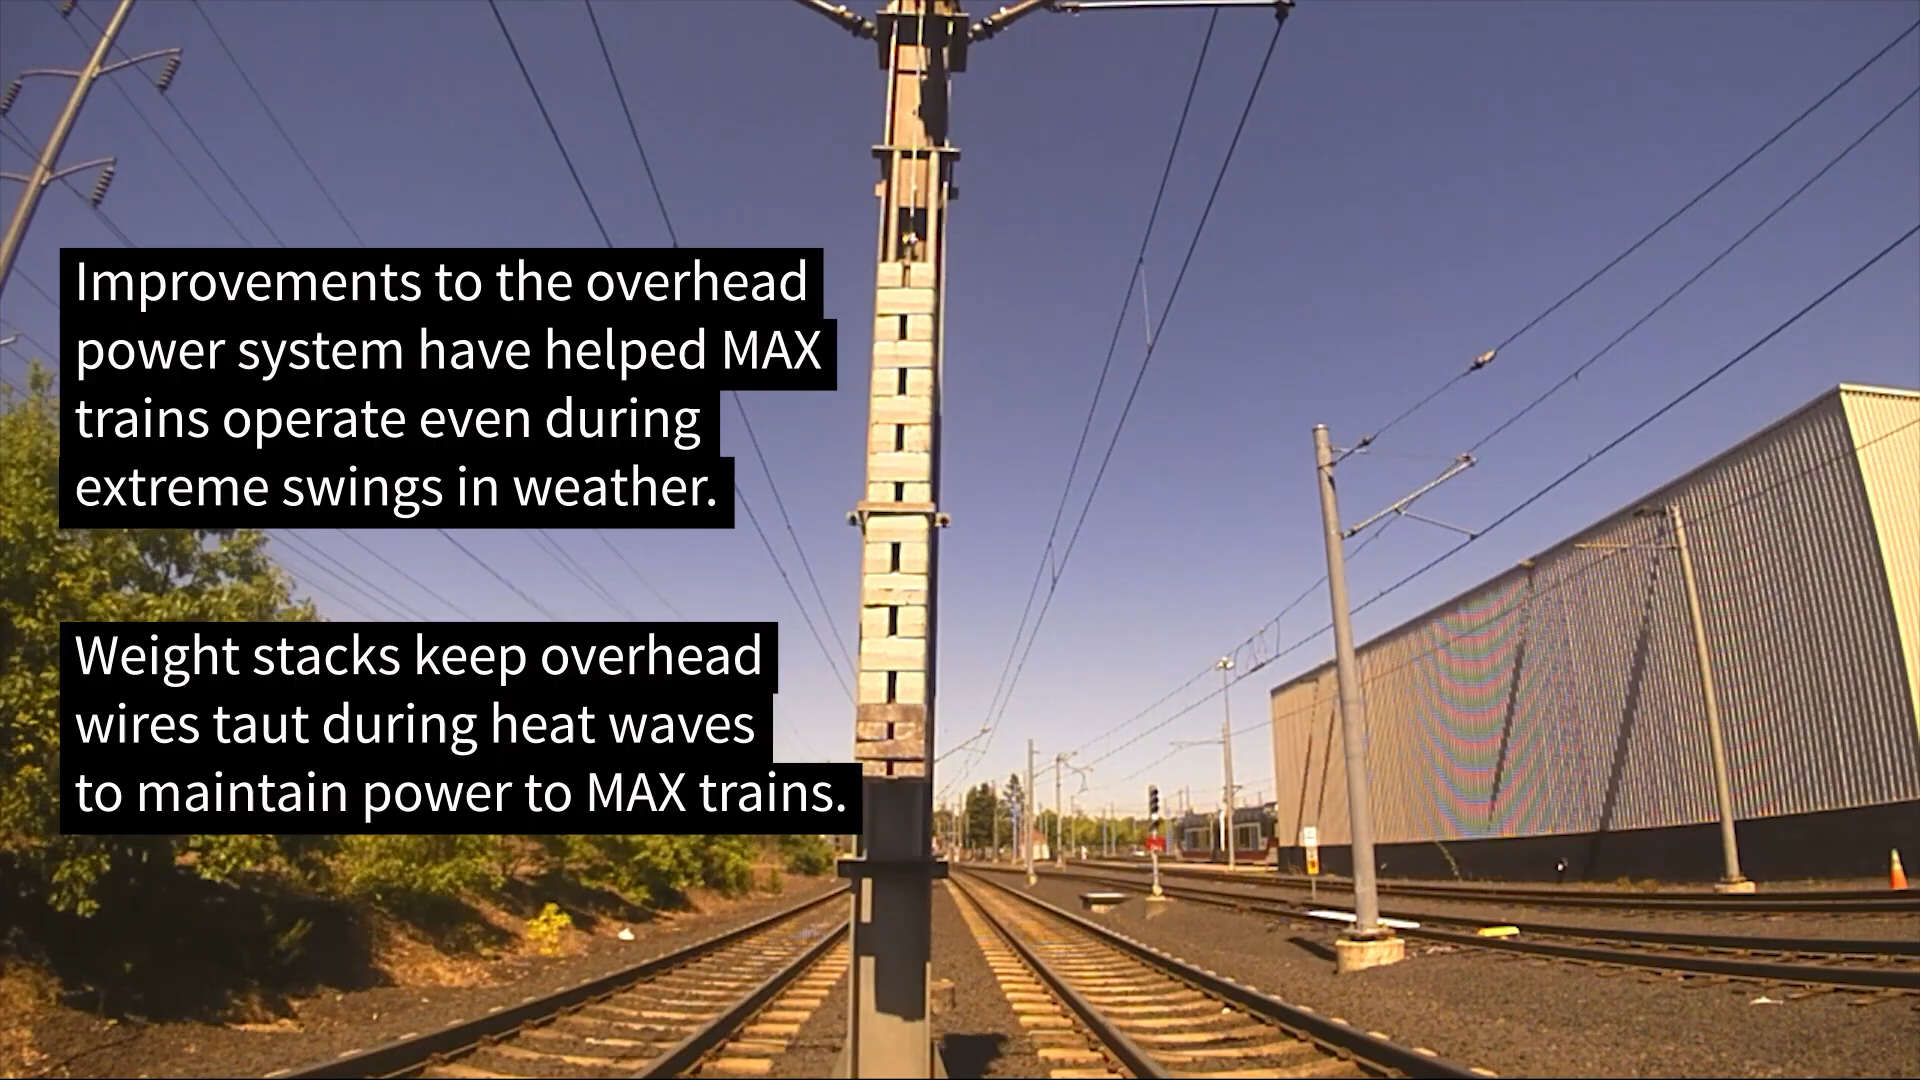 Improvements to the overhead
power system have helped MAX
trains operate even during
extreme swings in weather.
Weight stacks keep overhead
wires taut during heat waves
to maintain power to MAX trains.